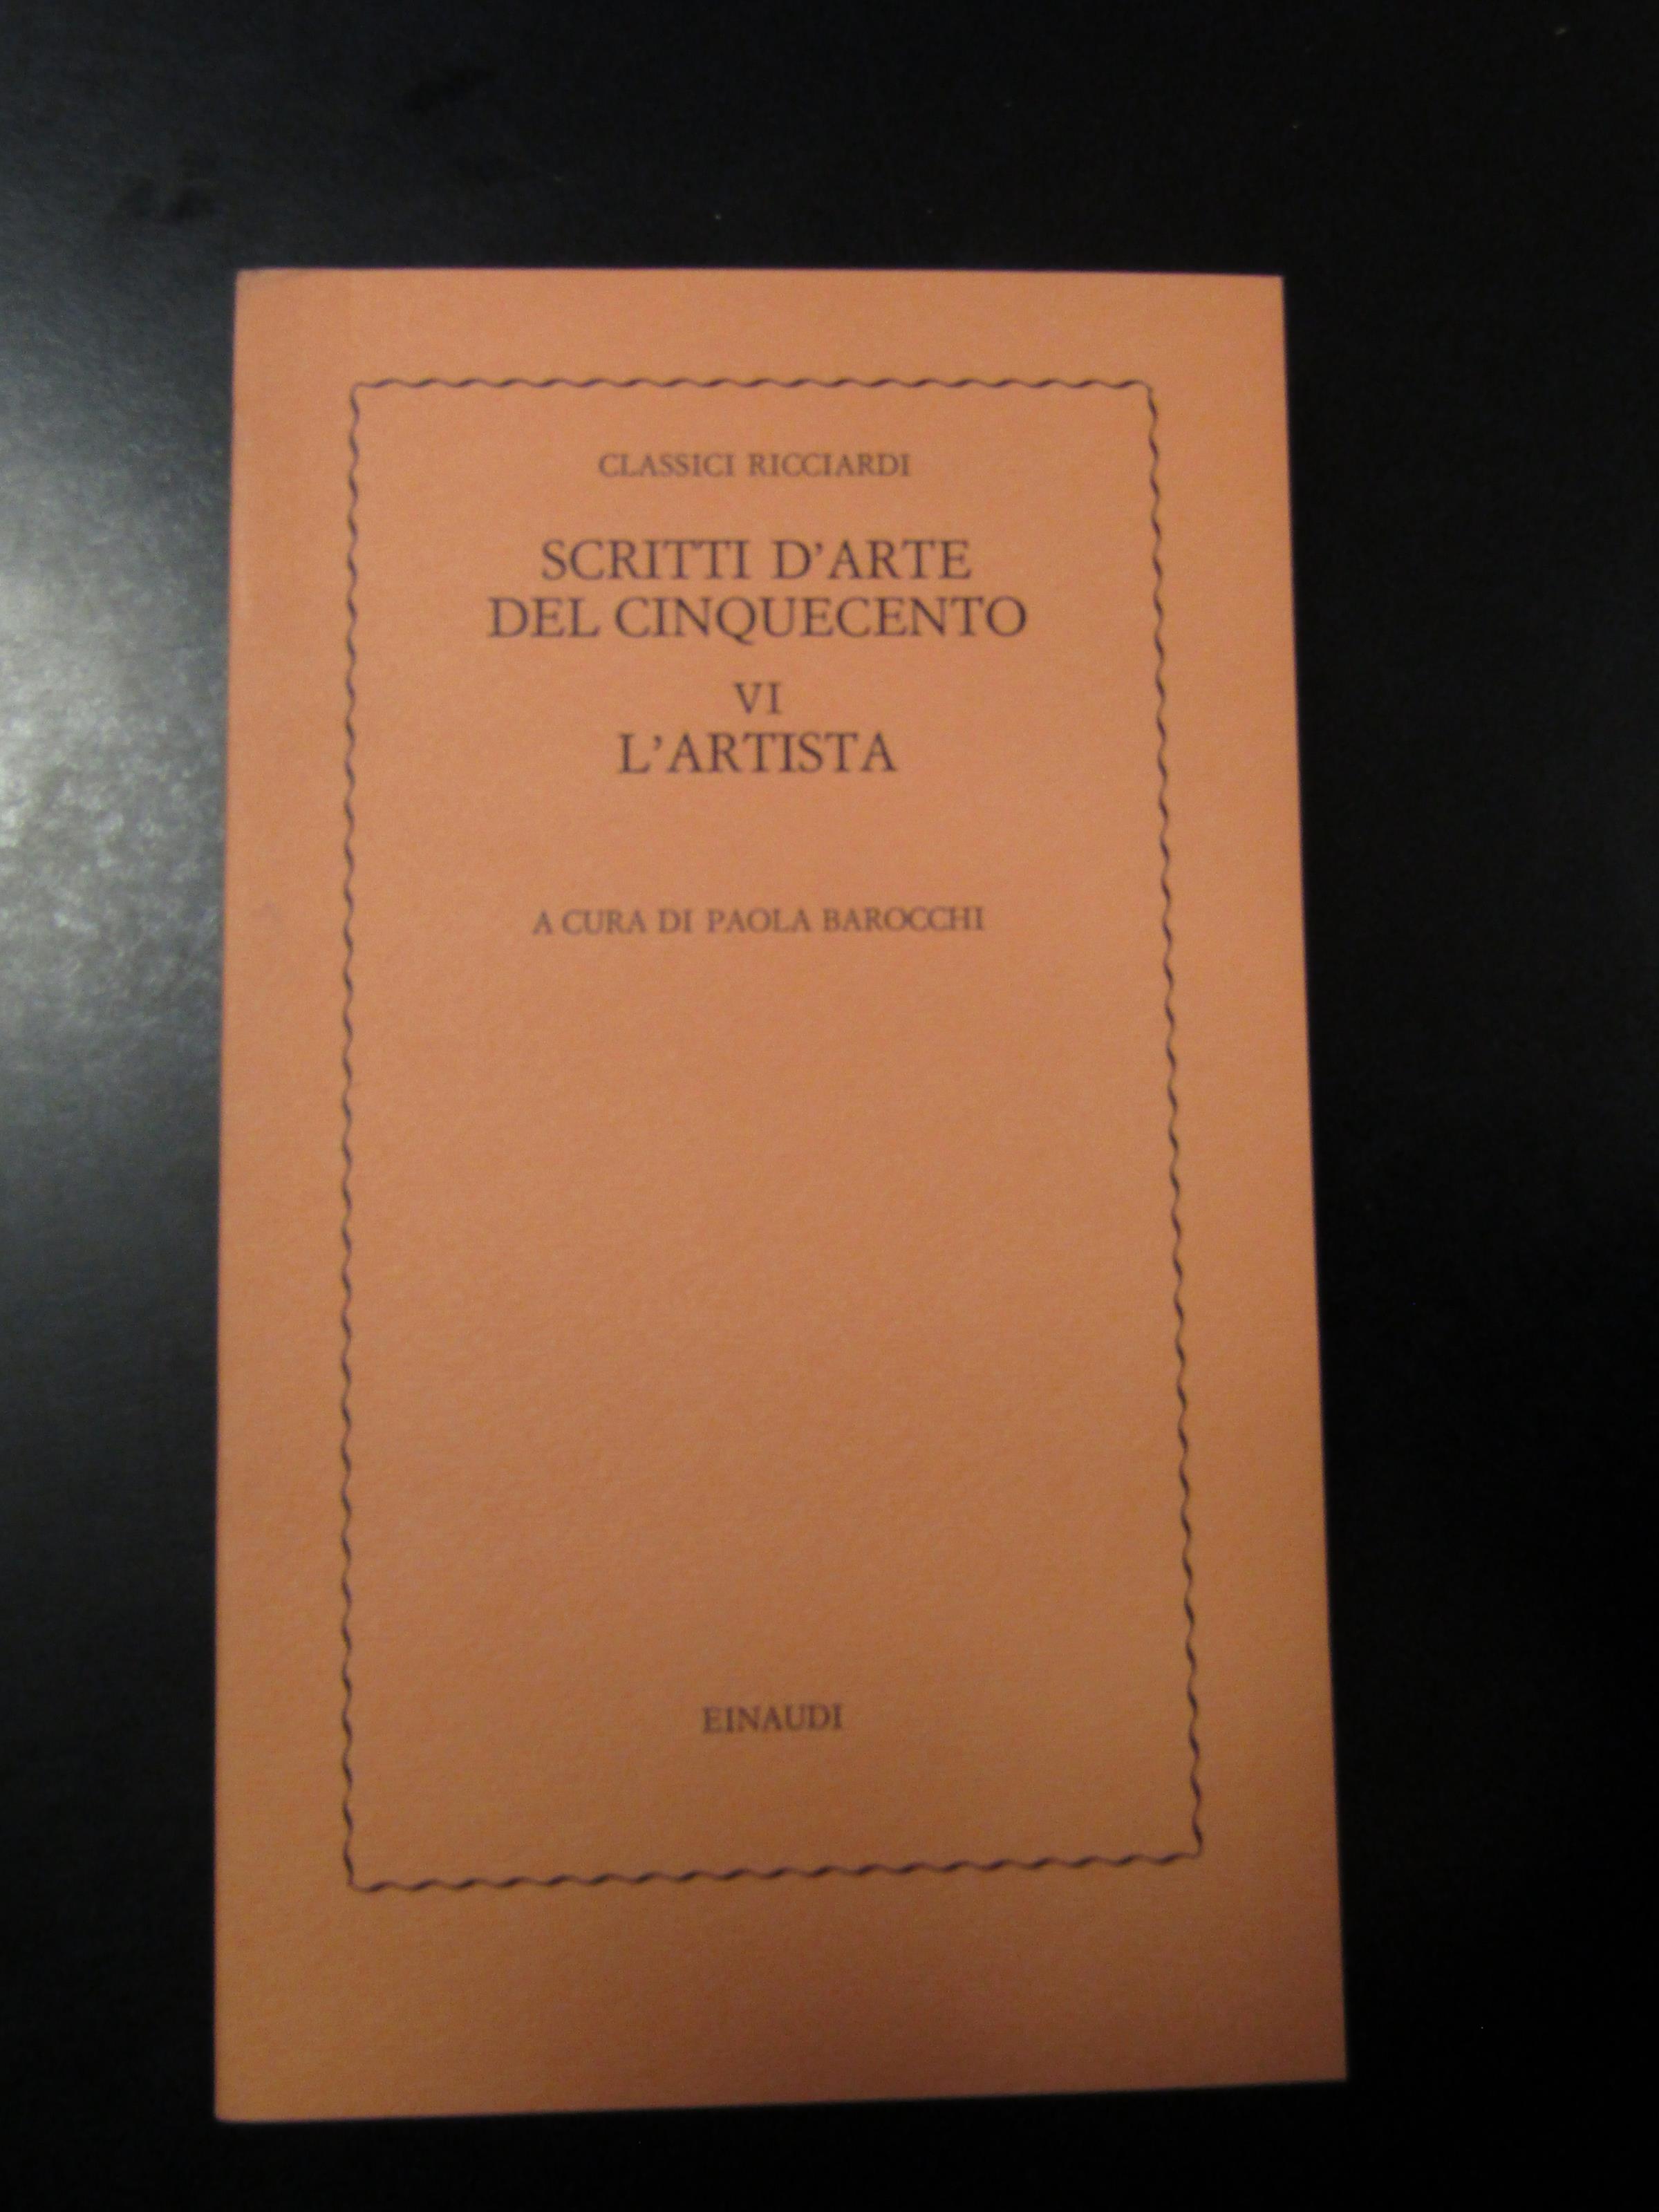 CLASSICI RICCIARDI
SCRITTI D'ARTE
DEL CINQUECENTO
VI
L'ARTISTA
A CURA DI PAOLA BAROCCHI
EINAUDI